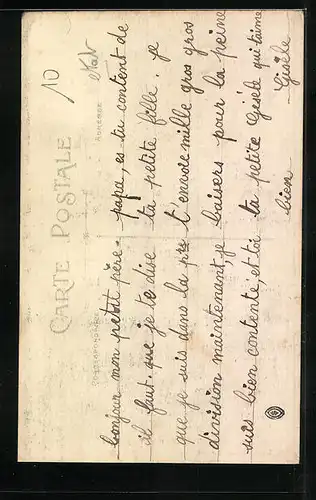 10
CARTE POSTALE
CORRESPONDANCE
ADRESSE
bonjour mon petit père.
il faut que je te dise
que je suis dans la 1re
division maintenant je
suis bien contente, et toi
papa, es tu content de
ta petite fille. je
t'envoie mille gros gros
baisers pour la peine
ta petite Gisèle qui t'aime
bien
Gisèle